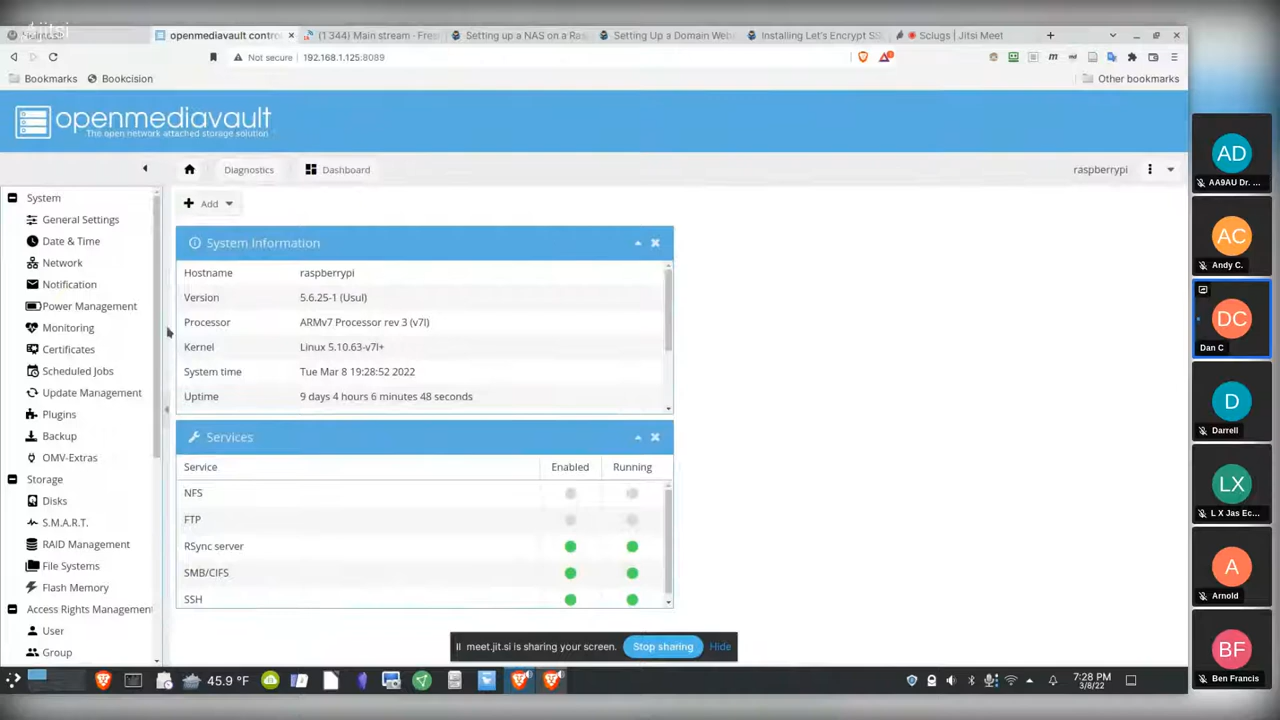 jitsi
openmediavault contr
(1 344) Main stream - Free
Setting up a NAS on a Ras
Setting Up a Domain Web
Installing Let's Encrypt SS
Sclugs | Jitsi Meet
Not secure
192.168.1.125:8089
Bookmarks
Bookcision
Other bookmarks
openmediavault
The open network attached storage solution
Diagnostics
Dashboard
raspberrypi
Add
System
General Settings
Date & Time
Network
Notification
Power Management
Monitoring
Certificates
Scheduled Jobs
Update Management
Plugins
Backup
OMV-Extras
Storage
Disks
S.M.A.R.T.
RAID Management
File Systems
Flash Memory
Access Rights Management
User
Group
System Information
Hostname raspberrypi
Version 5.6.25-1 (Usul)
Processor ARMv7 Processor rev 3 (v7l)
Kernel Linux 5.10.63-v7l+
System time Tue Mar 8 19:28:52 2022
Uptime 9 days 4 hours 6 minutes 48 seconds
Services
Service Enabled Running
NFS
FTP
RSync server
SMB/CIFS
SSH
meet.jit.si is sharing your screen.
Stop sharing
Hide
45.9 °F
7:28 PM
3/8/22
AD
AA9AU Dr. ...
AC
Andy C.
DC
Dan C
D
Darrell
LX
L X Jas Ec...
A
Arnold
BF
Ben Francis